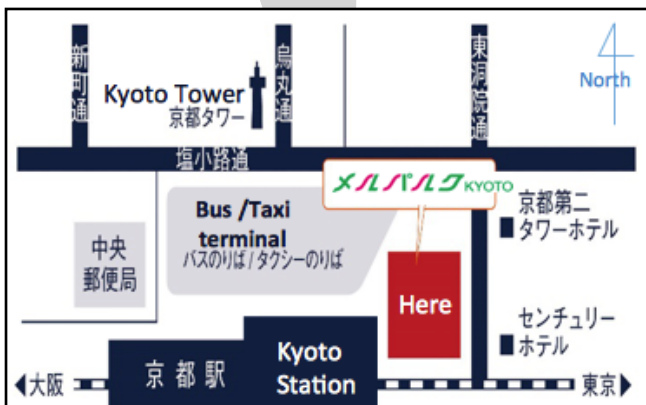 新町通
Kyoto Tower
京都タワー
烏丸通
東洞院通
North
塩小路通
メルパルクKYOTO
Bus /Taxi
terminal
バスのりば/タクシーのりば
京都第二
タワーホテル
中央
郵便局
Here
センチュリー
ホテル
京都駅
Kyoto
Station
大阪
東京